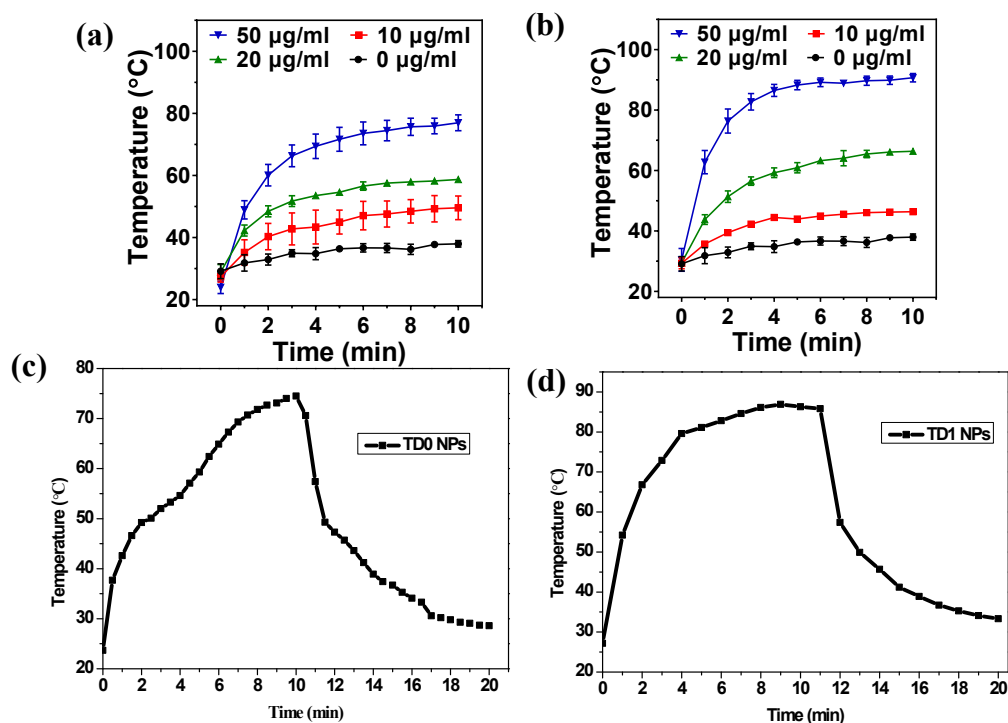 (a)
50 µg/ml 10 µg/ml
20 µg/ml 0 µg/ml
100
80
60
40
20
Temperature (°C)
0 2 4 6 8 10
Time (min)
(b)
50 µg/ml 10 µg/ml
20 µg/ml 0 µg/ml
100
80
60
40
20
Temperature (°C)
0 2 4 6 8 10
Time (min)
(c)
80
70
60
50
40
30
20
Temperature (°C)
TD0 NPs
0 2 4 6 8 10 12 14 16 18 20
Time (min)
(d)
90
80
70
60
50
40
30
20
Temperature (°C)
TD1 NPs
0 2 4 6 8 10 12 14 16 18 20
Time (min)